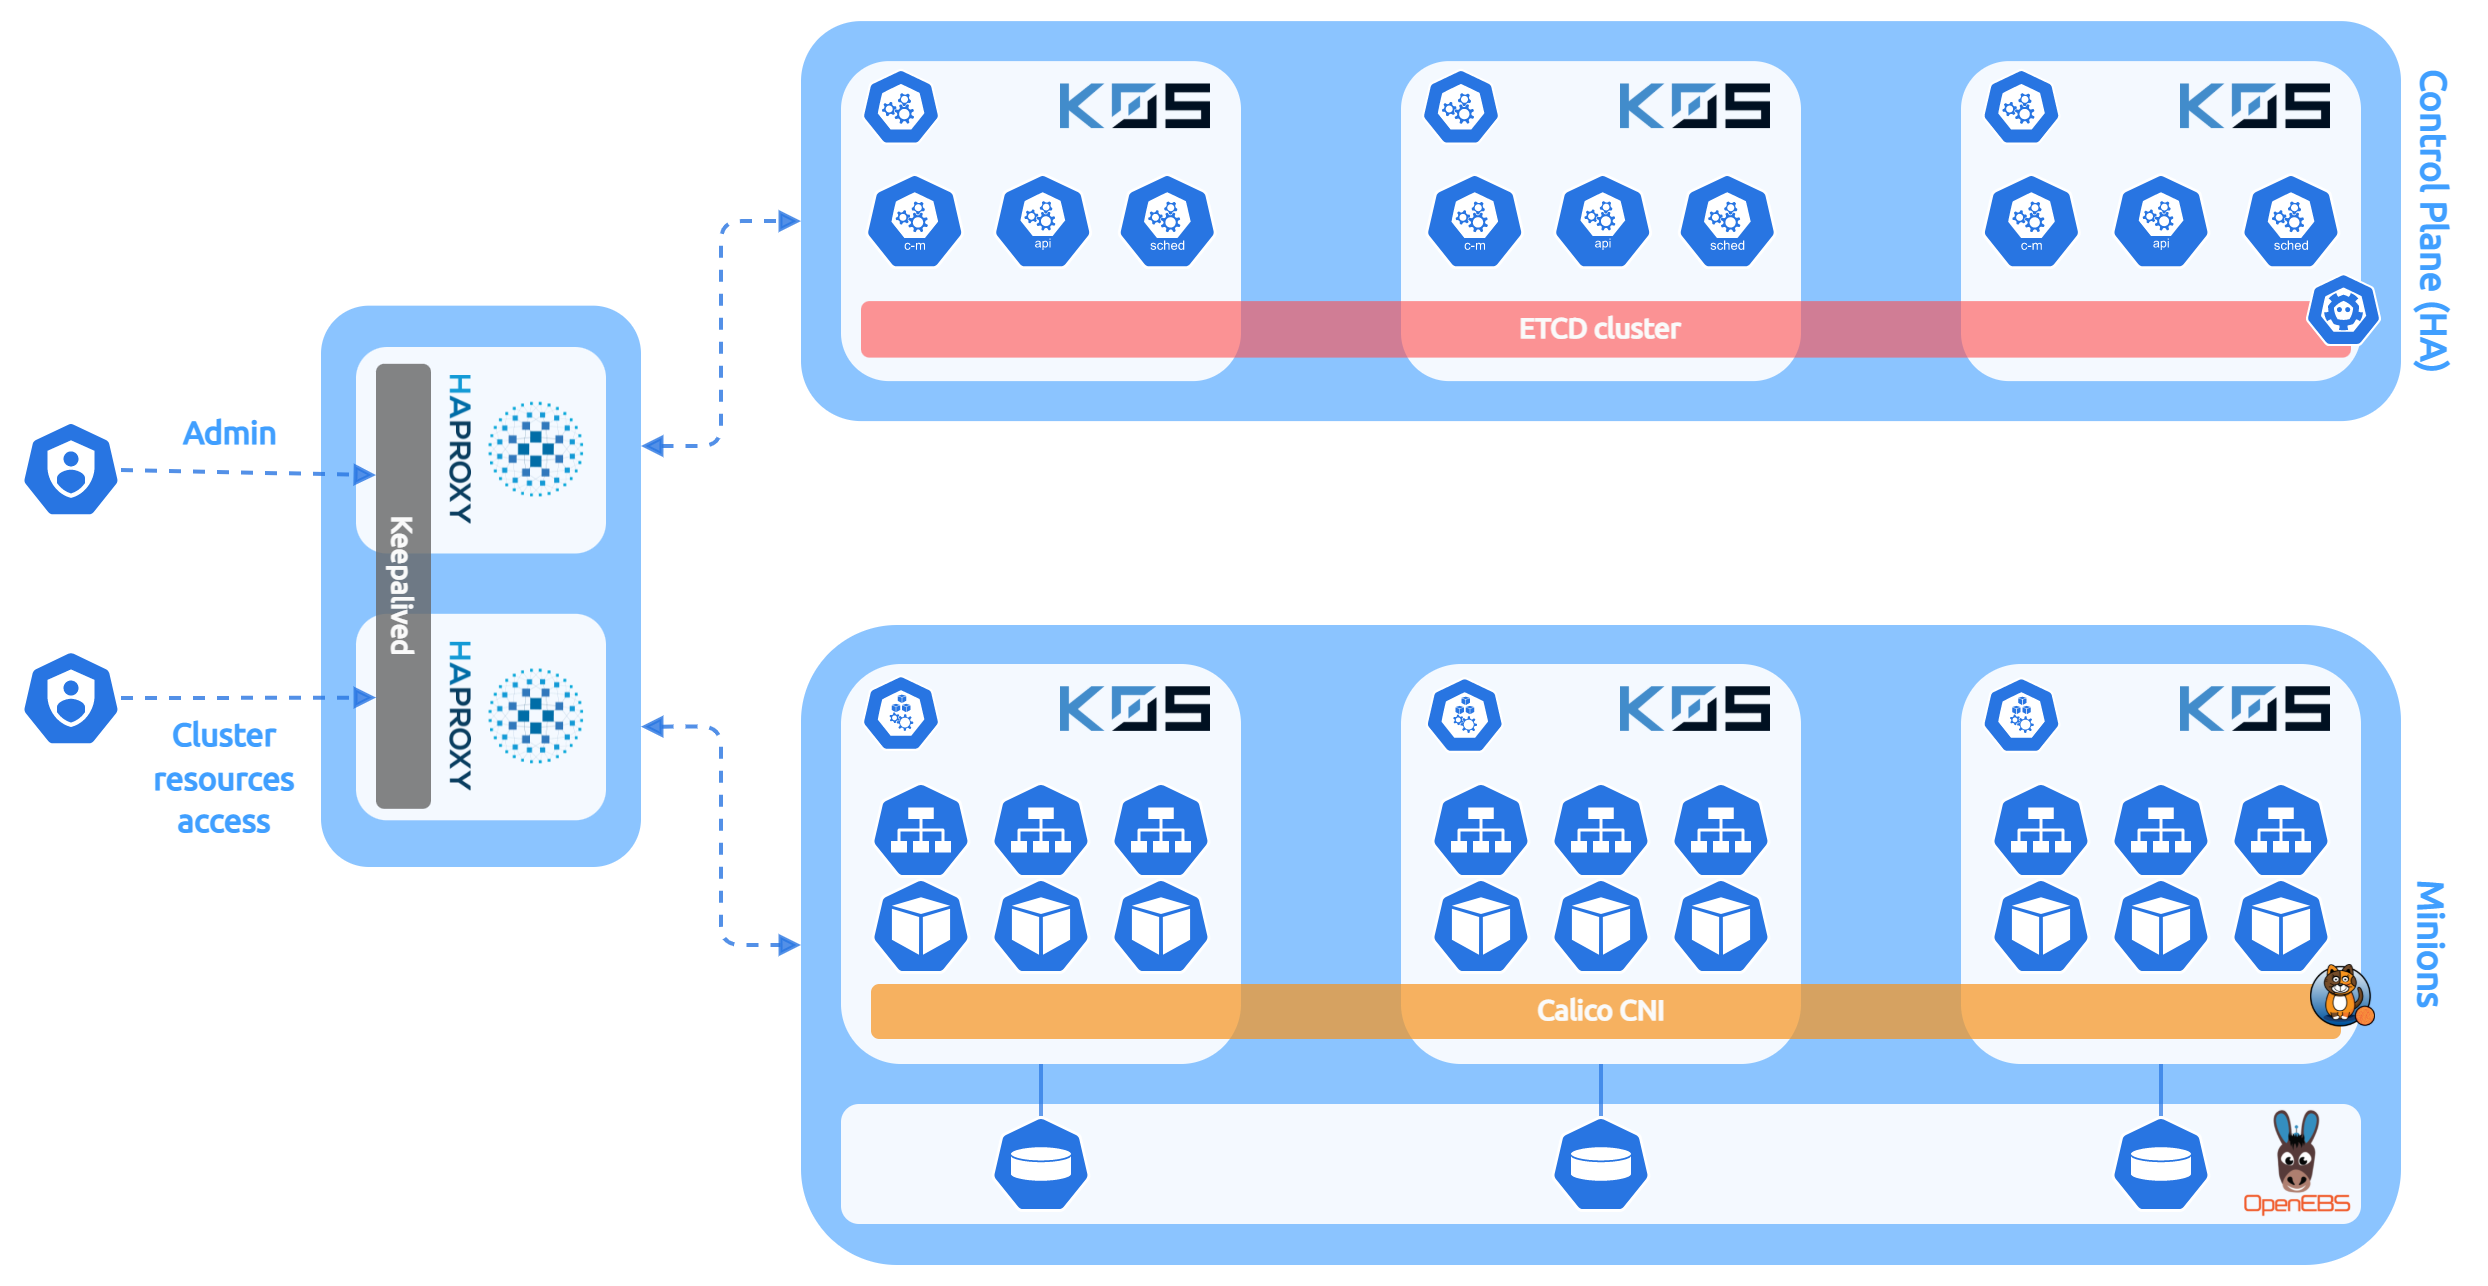 Admin
Cluster
resources
access
Keepalived
HAPROXY
HAPROXY
Control Plane (HA)
K0S
K0S
K0S
c-m
api
sched
c-m
api
sched
c-m
api
sched
ETCD cluster
Minions
K0S
K0S
K0S
Calico CNI
OpenEBS